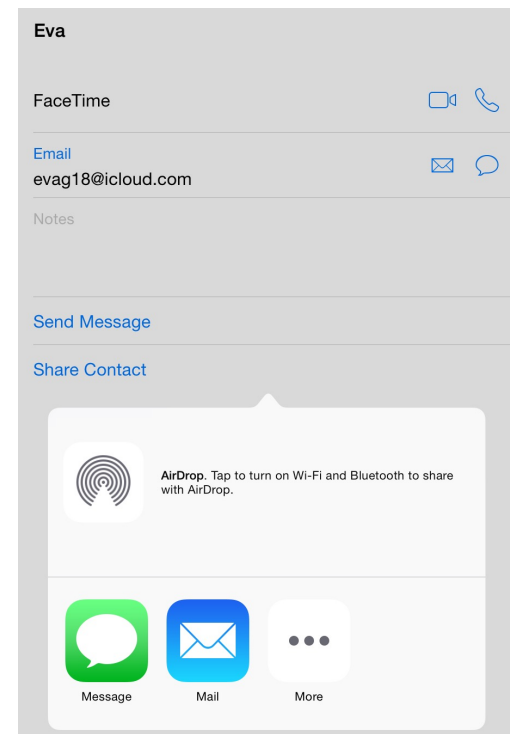 Eva
FaceTime
Email
evag18@icloud.com
Notes
Send Message
Share Contact
AirDrop. Tap to turn on Wi-Fi and Bluetooth to share
with AirDrop.
Message Mail More